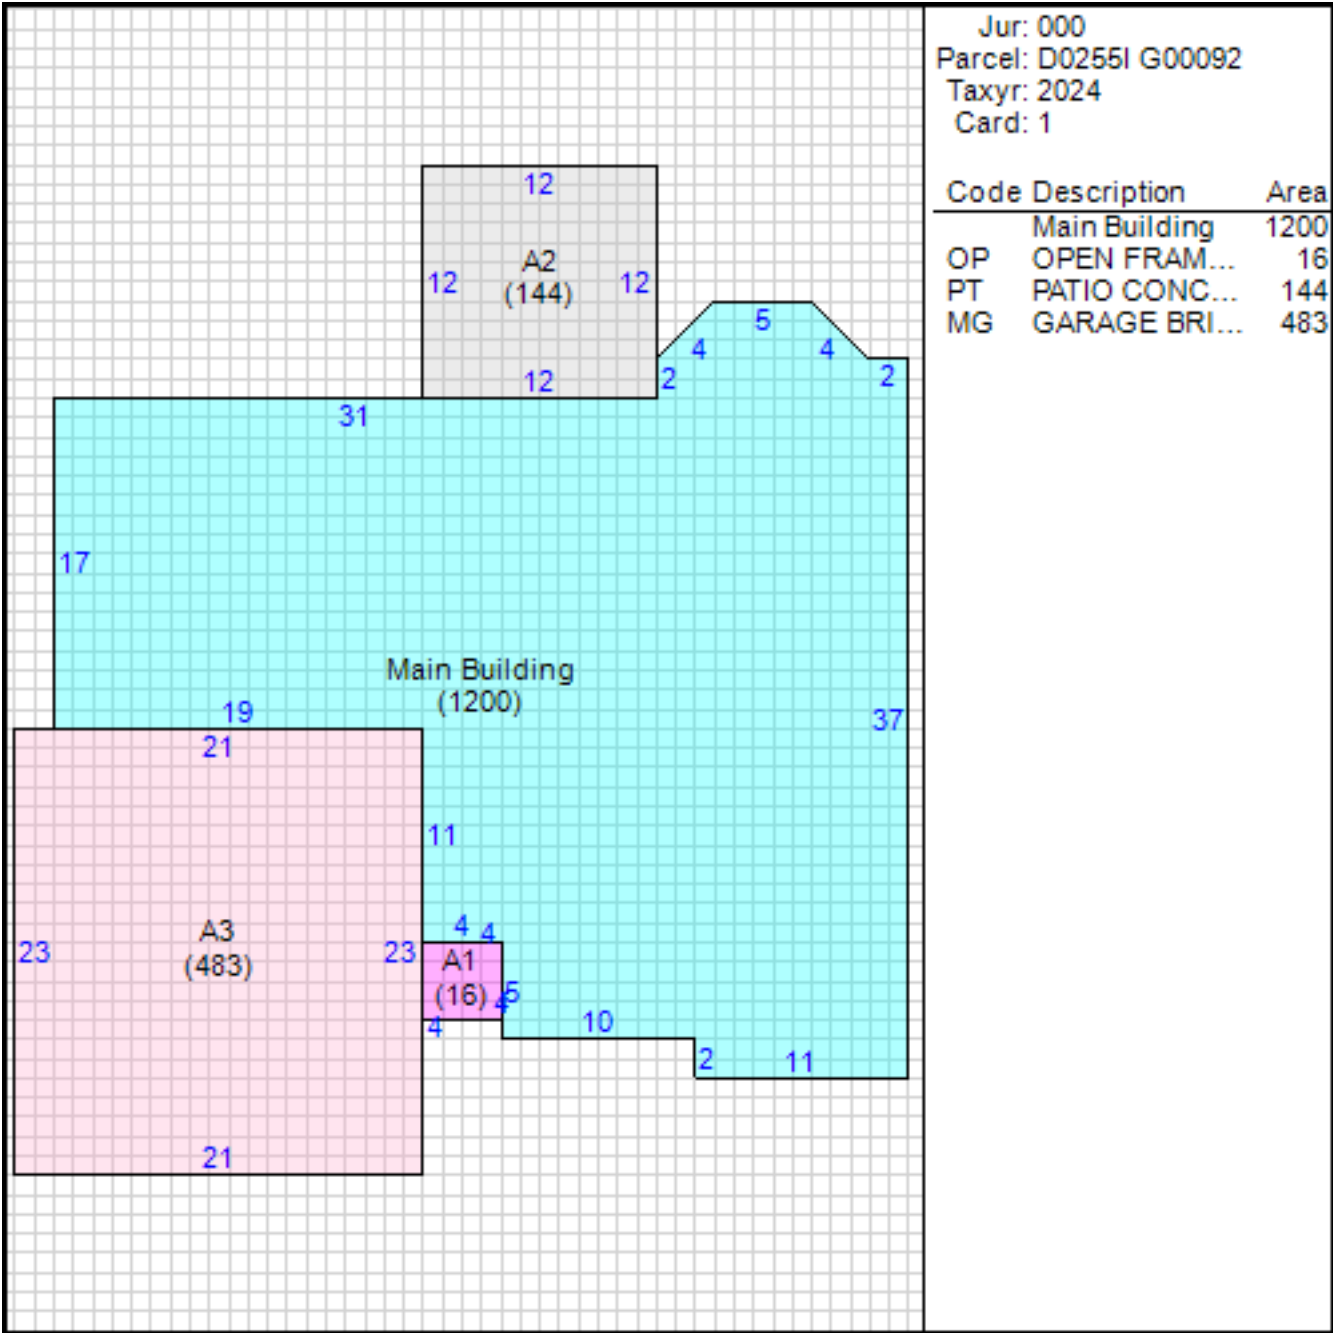 Jur: 000
Parcel: D0255I G00092
Taxyr: 2024
Card: 1
Code Description Area
Main Building 1200
OP OPEN FRAM... 16
PT PATIO CONC... 144
MG GARAGE BRI... 483
12
A2
(144)
12
12
12
5
4
4
2
2
31
17
Main Building
(1200)
19
21
37
11
A3
(483)
23
23
4
4
A1
(16)
5
4
4
10
2
11
21